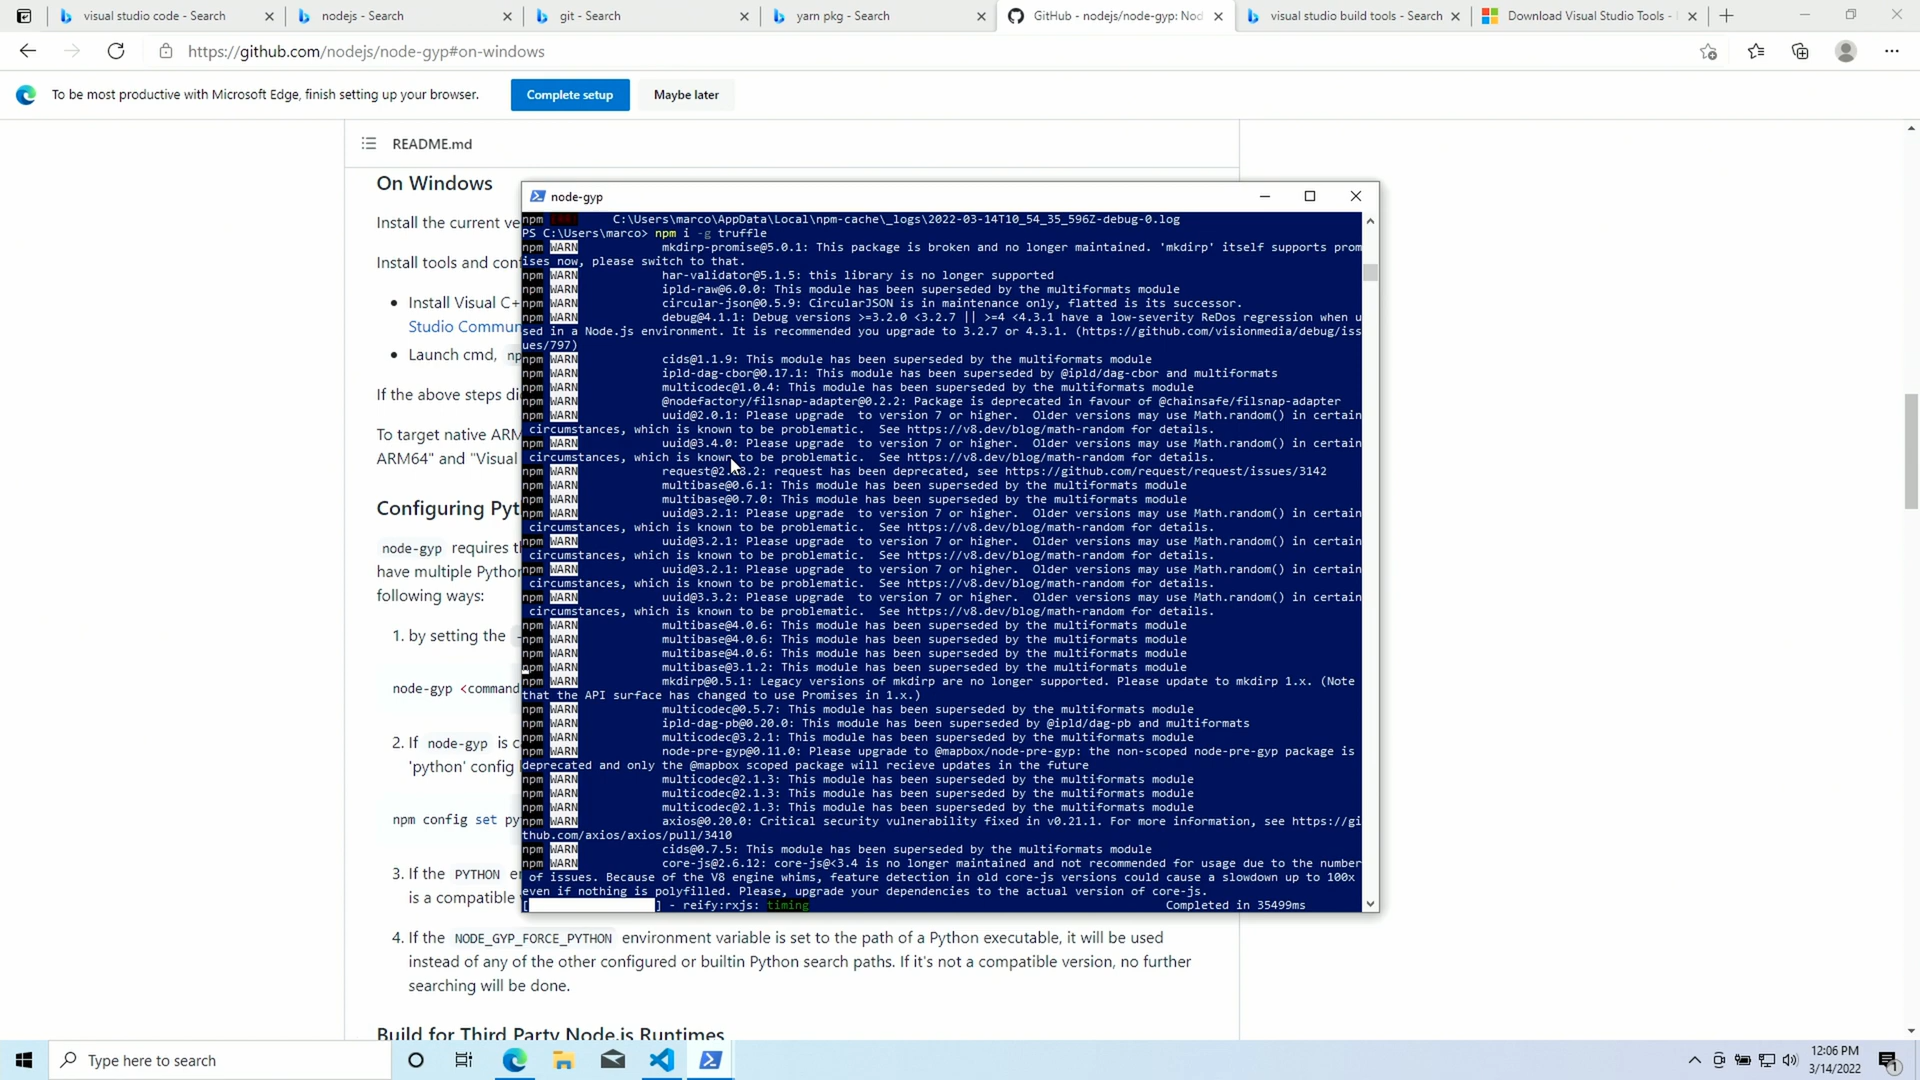 visual studio code - Search
nodejs - Search
git - Search
yarn pkg - Search
GitHub - nodejs/node-gyp: Nod
visual studio build tools - Search
Download Visual Studio Tools -
https://github.com/nodejs/node-gyp#on-windows
To be most productive with Microsoft Edge, finish setting up your browser.
Complete setup
Maybe later
README.md
On Windows
Install the current ve
Install tools and conf
Install Visual C+
Studio Commun
Launch cmd, np
If the above steps di
To target native ARM
ARM64" and "Visual
Configuring Pyt
node-gyp requires th
have multiple Python
following ways:
1. by setting the
node-gyp <command
2. If node-gyp is c
'python' config
npm config set py
3. If the PYTHON en
is a compatible
4. If the NODE_GYP_FORCE_PYTHON environment variable is set to the path of a Python executable, it will be used
instead of any of the other configured or builtin Python search paths. If it's not a compatible version, no further
searching will be done.
Build for Third Party Node.js Runtimes
node-gyp
npm ERR! C:\Users\marco\AppData\Local\npm-cache\_logs\2022-03-14T10_54_35_596Z-debug-0.log
PS C:\Users\marco> npm i -g truffle
npm WARN mkdirp-promise@5.0.1: This package is broken and no longer maintained. 'mkdirp' itself supports prom
ises now, please switch to that.
npm WARN har-validator@5.1.5: this library is no longer supported
npm WARN ipld-raw@6.0.0: This module has been superseded by the multiformats module
npm WARN circular-json@0.5.9: CircularJSON is in maintenance only, flatted is its successor.
npm WARN debug@4.1.1: Debug versions >=3.2.0 <3.2.7 || >=4 <4.3.1 have a low-severity ReDos regression when u
sed in a Node.js environment. It is recommended you upgrade to 3.2.7 or 4.3.1. (https://github.com/visionmedia/debug/iss
ues/797)
npm WARN cids@1.1.9: This module has been superseded by the multiformats module
npm WARN ipld-dag-cbor@0.17.1: This module has been superseded by @ipld/dag-cbor and multiformats
npm WARN multicodec@1.0.4: This module has been superseded by the multiformats module
npm WARN @nodefactory/filsnap-adapter@0.2.2: Package is deprecated in favour of @chainsafe/filsnap-adapter
npm WARN uuid@2.0.1: Please upgrade to version 7 or higher. Older versions may use Math.random() in certain
circumstances, which is known to be problematic. See https://v8.dev/blog/math-random for details.
npm WARN uuid@3.4.0: Please upgrade to version 7 or higher. Older versions may use Math.random() in certain
circumstances, which is known to be problematic. See https://v8.dev/blog/math-random for details.
npm WARN request@2. 3.2: request has been deprecated, see https://github.com/request/request/issues/3142
npm WARN multibase@0.6.1: This module has been superseded by the multiformats module
npm WARN multibase@0.7.0: This module has been superseded by the multiformats module
npm WARN uuid@3.2.1: Please upgrade to version 7 or higher. Older versions may use Math.random() in certain
circumstances, which is known to be problematic. See https://v8.dev/blog/math-random for details.
npm WARN uuid@3.2.1: Please upgrade to version 7 or higher. Older versions may use Math.random() in certain
circumstances, which is known to be problematic. See https://v8.dev/blog/math-random for details.
npm WARN uuid@3.2.1: Please upgrade to version 7 or higher. Older versions may use Math.random() in certain
circumstances, which is known to be problematic. See https://v8.dev/blog/math-random for details.
npm WARN uuid@3.3.2: Please upgrade to version 7 or higher. Older versions may use Math.random() in certain
circumstances, which is known to be problematic. See https://v8.dev/blog/math-random for details.
npm WARN multibase@4.0.6: This module has been superseded by the multiformats module
npm WARN multibase@4.0.6: This module has been superseded by the multiformats module
npm WARN multibase@4.0.6: This module has been superseded by the multiformats module
npm WARN multibase@3.1.2: This module has been superseded by the multiformats module
npm WARN mkdirp@0.5.1: Legacy versions of mkdirp are no longer supported. Please update to mkdirp 1.x. (Note
that the API surface has changed to use Promises in 1.x.)
npm WARN multicodec@0.5.7: This module has been superseded by the multiformats module
npm WARN ipld-dag-pb@0.20.0: This module has been superseded by @ipld/dag-pb and multiformats
npm WARN multicodec@3.2.1: This module has been superseded by the multiformats module
npm WARN node-pre-gyp@0.11.0: Please upgrade to @mapbox/node-pre-gyp: the non-scoped node-pre-gyp package is
deprecated and only the @mapbox scoped package will recieve updates in the future
npm WARN multicodec@2.1.3: This module has been superseded by the multiformats module
npm WARN multicodec@2.1.3: This module has been superseded by the multiformats module
npm WARN multicodec@2.1.3: This module has been superseded by the multiformats module
npm WARN axios@0.20.0: Critical security vulnerability fixed in v0.21.1. For more information, see https://gi
thub.com/axios/axios/pull/3410
npm WARN cids@0.7.5: This module has been superseded by the multiformats module
npm WARN core-js@2.6.12: core-js@<3.4 is no longer maintained and not recommended for usage due to the number
of issues. Because of the V8 engine whims, feature detection in old core-js versions could cause a slowdown up to 100x
even if nothing is polyfilled. Please, upgrade your dependencies to the actual version of core-js.
[ ] - reify:rxjs: timing Completed in 35499ms
Type here to search
12:06 PM
3/14/2022
1